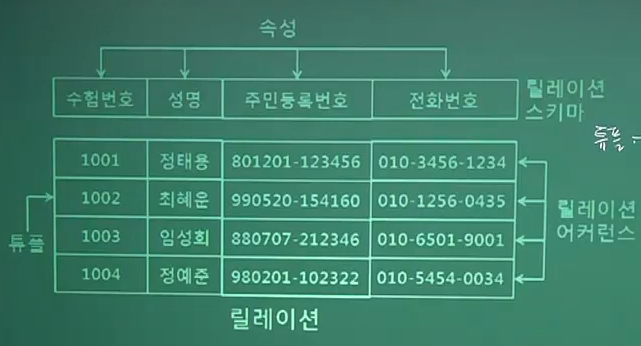 속성
수험번호 성명 주민등록번호 전화번호
릴레이션
스키마
튜플 :
1001 정태용 801201-123456 010-3456-1234
1002 최혜운 990520-154160 010-1256-0435
1003 임성희 880707-212346 010-6501-9001
1004 정예준 980201-102322 010-5454-0034
튜플
릴레이션
어커런스
릴레이션